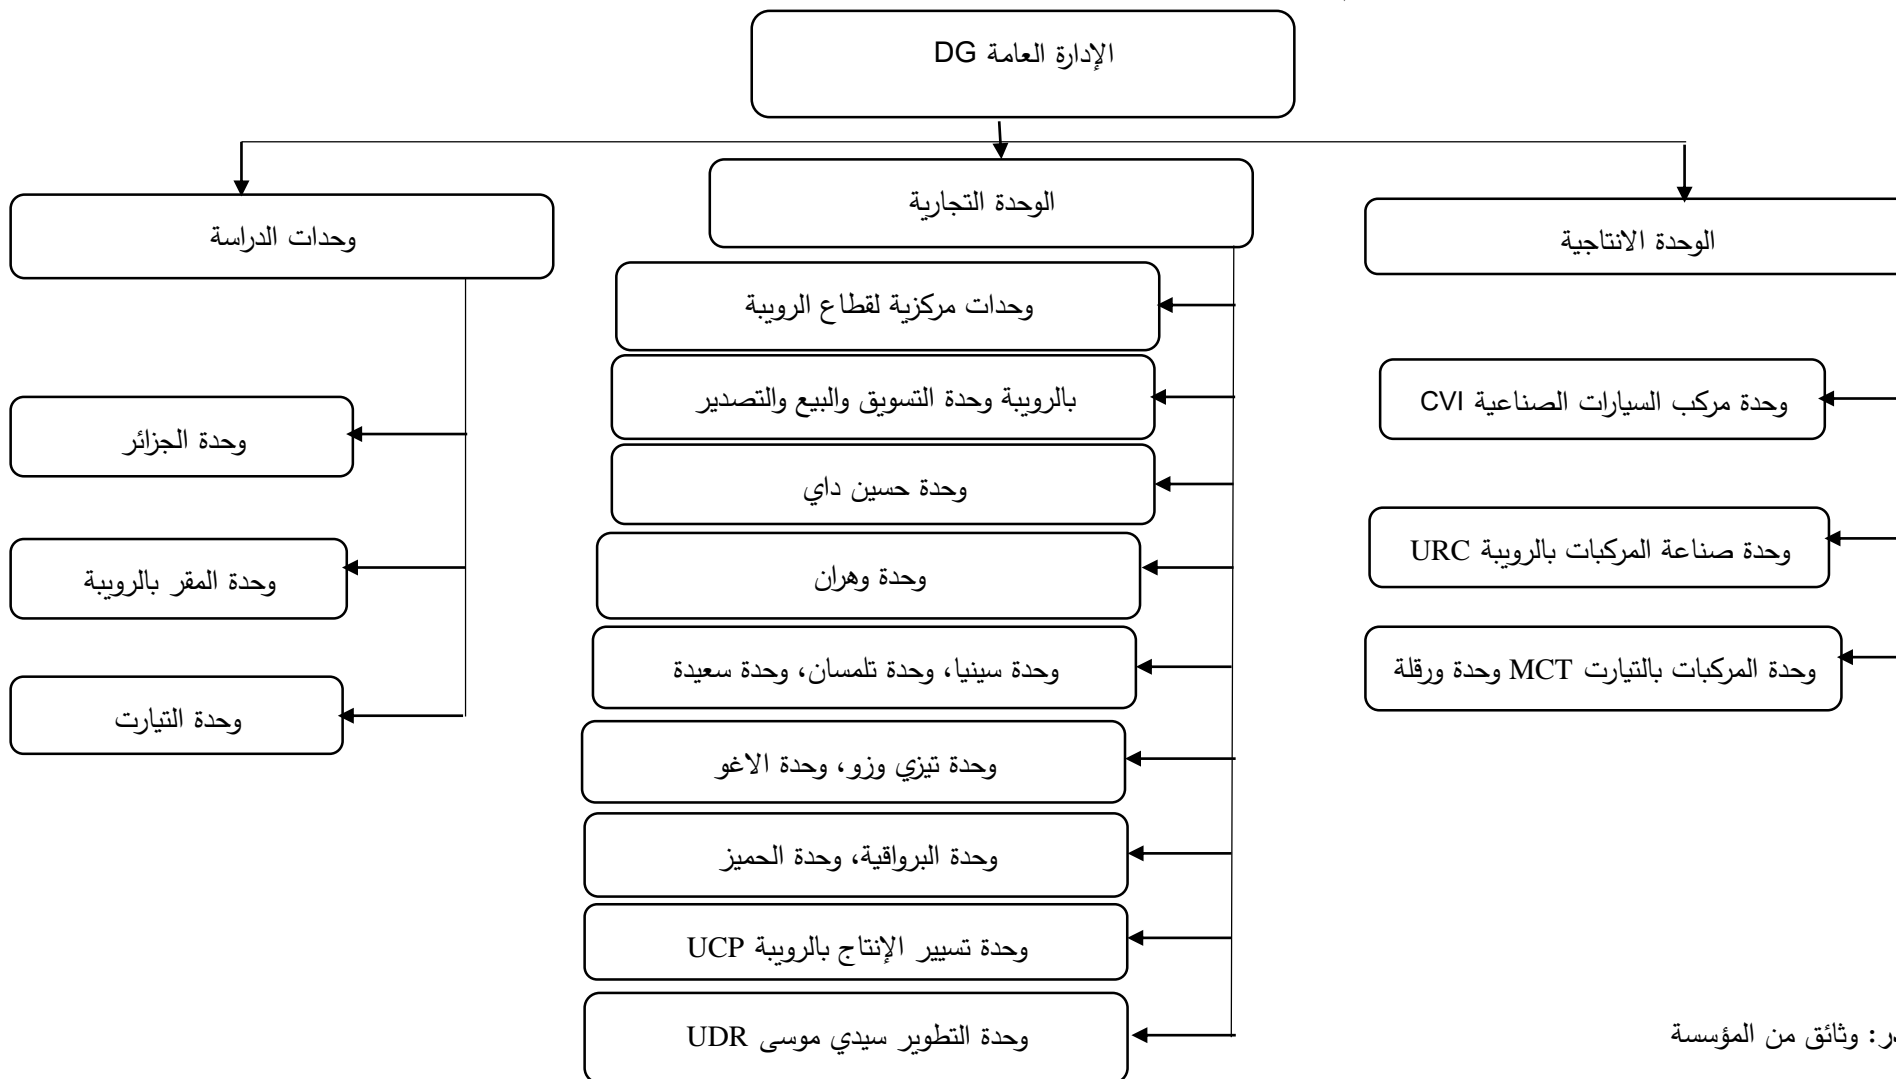 الإدارة العامة DG
الوحدة الانتاجية
وحدة مركب السيارات الصناعية CVI
وحدة صناعة المركبات بالرويبة URC
وحدة المركبات بالتيارت MCT وحدة ورقلة
الوحدة التجارية
وحدات مركزية لقطاع الرويبة
بالرويبة وحدة التسويق والبيع والتصدير
وحدة حسين داي
وحدة وهران
وحدة سينيا، وحدة تلمسان، وحدة سعيدة
وحدة تيزي وزو، وحدة الاغو
وحدة البرواقية، وحدة الحميز
وحدة تسيير الإنتاج بالرويبة UCP
وحدة التطوير سيدي موسى UDR
وحدات الدراسة
وحدة الجزائر
وحدة المقر بالرويبة
وحدة التيارت
در: وثائق من المؤسسة